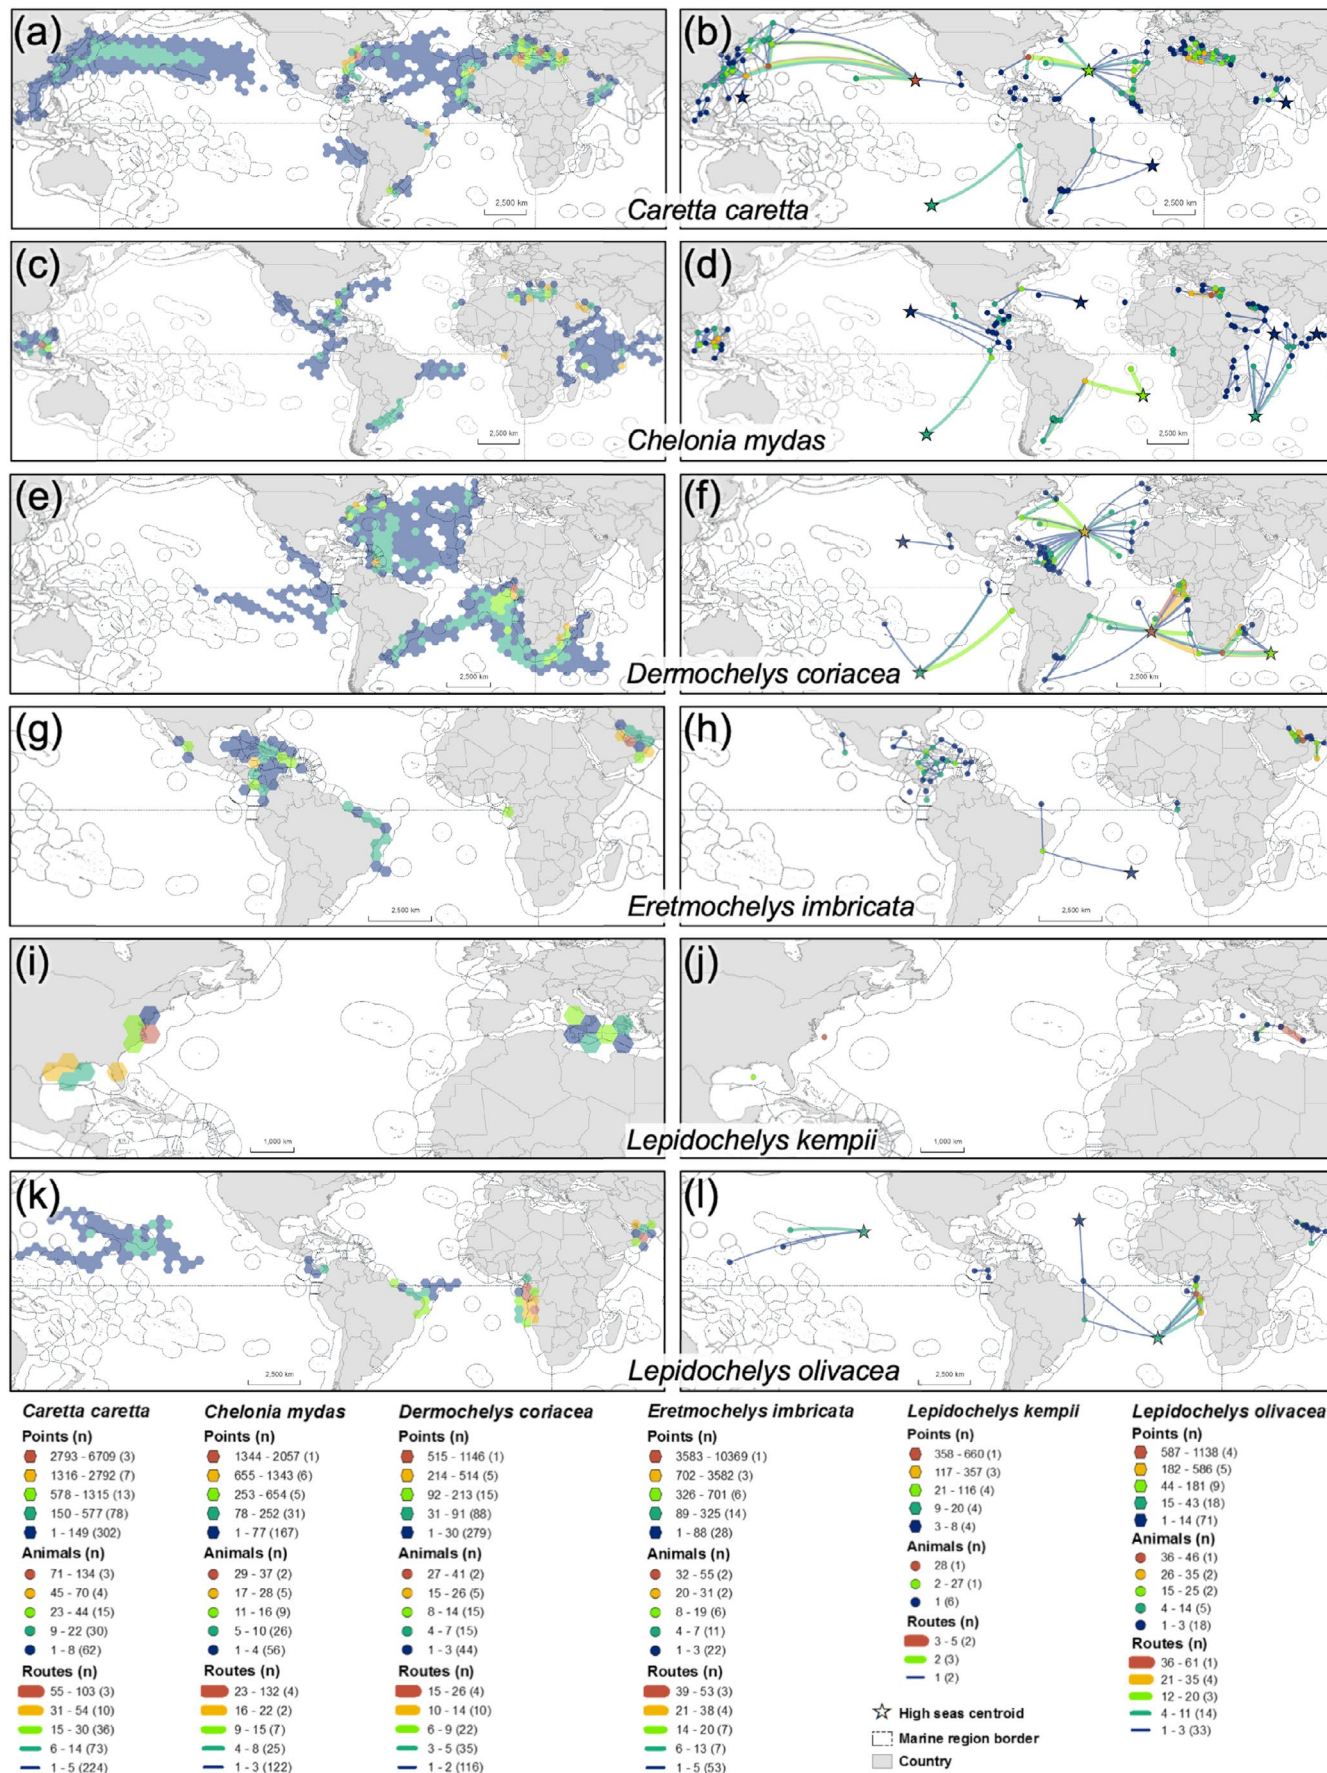 (a)
(b)
2,500 km
2,500 km
Caretta caretta
(c)
(d)
2,500 km
2,500 km
Chelonia mydas
(e)
(f)
2,500 km
2,500 km
Dermochelys coriacea
(g)
(h)
2,500 km
2,500 km
Eretmochelys imbricata
(i)
(j)
1,000 km
1,000 km
Lepidochelys kempii
(k)
(l)
2,500 km
2,500 km
Lepidochelys olivacea
Caretta caretta
Points (n)
2793 - 6709 (3)
1316 - 2792 (7)
578 - 1315 (13)
150 - 577 (78)
1 - 149 (302)
Animals (n)
71 - 134 (3)
45 - 70 (4)
23 - 44 (15)
9 - 22 (30)
1 - 8 (62)
Routes (n)
55 - 103 (3)
31 - 54 (10)
15 - 30 (36)
6 - 14 (73)
1 - 5 (224)
Chelonia mydas
Points (n)
1344 - 2057 (1)
655 - 1343 (6)
253 - 654 (5)
78 - 252 (31)
1 - 77 (167)
Animals (n)
29 - 37 (2)
17 - 28 (5)
11 - 16 (9)
5 - 10 (26)
1 - 4 (56)
Routes (n)
23 - 132 (4)
16 - 22 (2)
9 - 15 (7)
4 - 8 (25)
1 - 3 (122)
Dermochelys coriacea
Points (n)
515 - 1146 (1)
214 - 514 (5)
92 - 213 (15)
31 - 91 (88)
1 - 30 (279)
Animals (n)
27 - 41 (2)
15 - 26 (5)
8 - 14 (15)
4 - 7 (15)
1 - 3 (44)
Routes (n)
15 - 26 (4)
10 - 14 (10)
6 - 9 (22)
3 - 5 (35)
1 - 2 (116)
Eretmochelys imbricata
Points (n)
3583 - 10369 (1)
702 - 3582 (3)
326 - 701 (6)
89 - 325 (14)
1 - 88 (28)
Animals (n)
32 - 55 (2)
20 - 31 (2)
8 - 19 (6)
4 - 7 (11)
1 - 3 (22)
Routes (n)
39 - 53 (3)
21 - 38 (4)
14 - 20 (7)
6 - 13 (7)
1 - 5 (53)
Lepidochelys kempii
Points (n)
358 - 660 (1)
117 - 357 (3)
21 - 116 (4)
9 - 20 (4)
3 - 8 (4)
Animals (n)
28 (1)
2 - 27 (1)
1 (6)
Routes (n)
3 - 5 (2)
2 (3)
1 (2)
High seas centroid
Marine region border
Country
Lepidochelys olivacea
Points (n)
587 - 1138 (4)
182 - 586 (5)
44 - 181 (9)
15 - 43 (18)
1 - 14 (71)
Animals (n)
36 - 46 (1)
26 - 35 (2)
15 - 25 (2)
4 - 14 (5)
1 - 3 (18)
Routes (n)
36 - 61 (1)
21 - 35 (4)
12 - 20 (3)
4 - 11 (14)
1 - 3 (33)